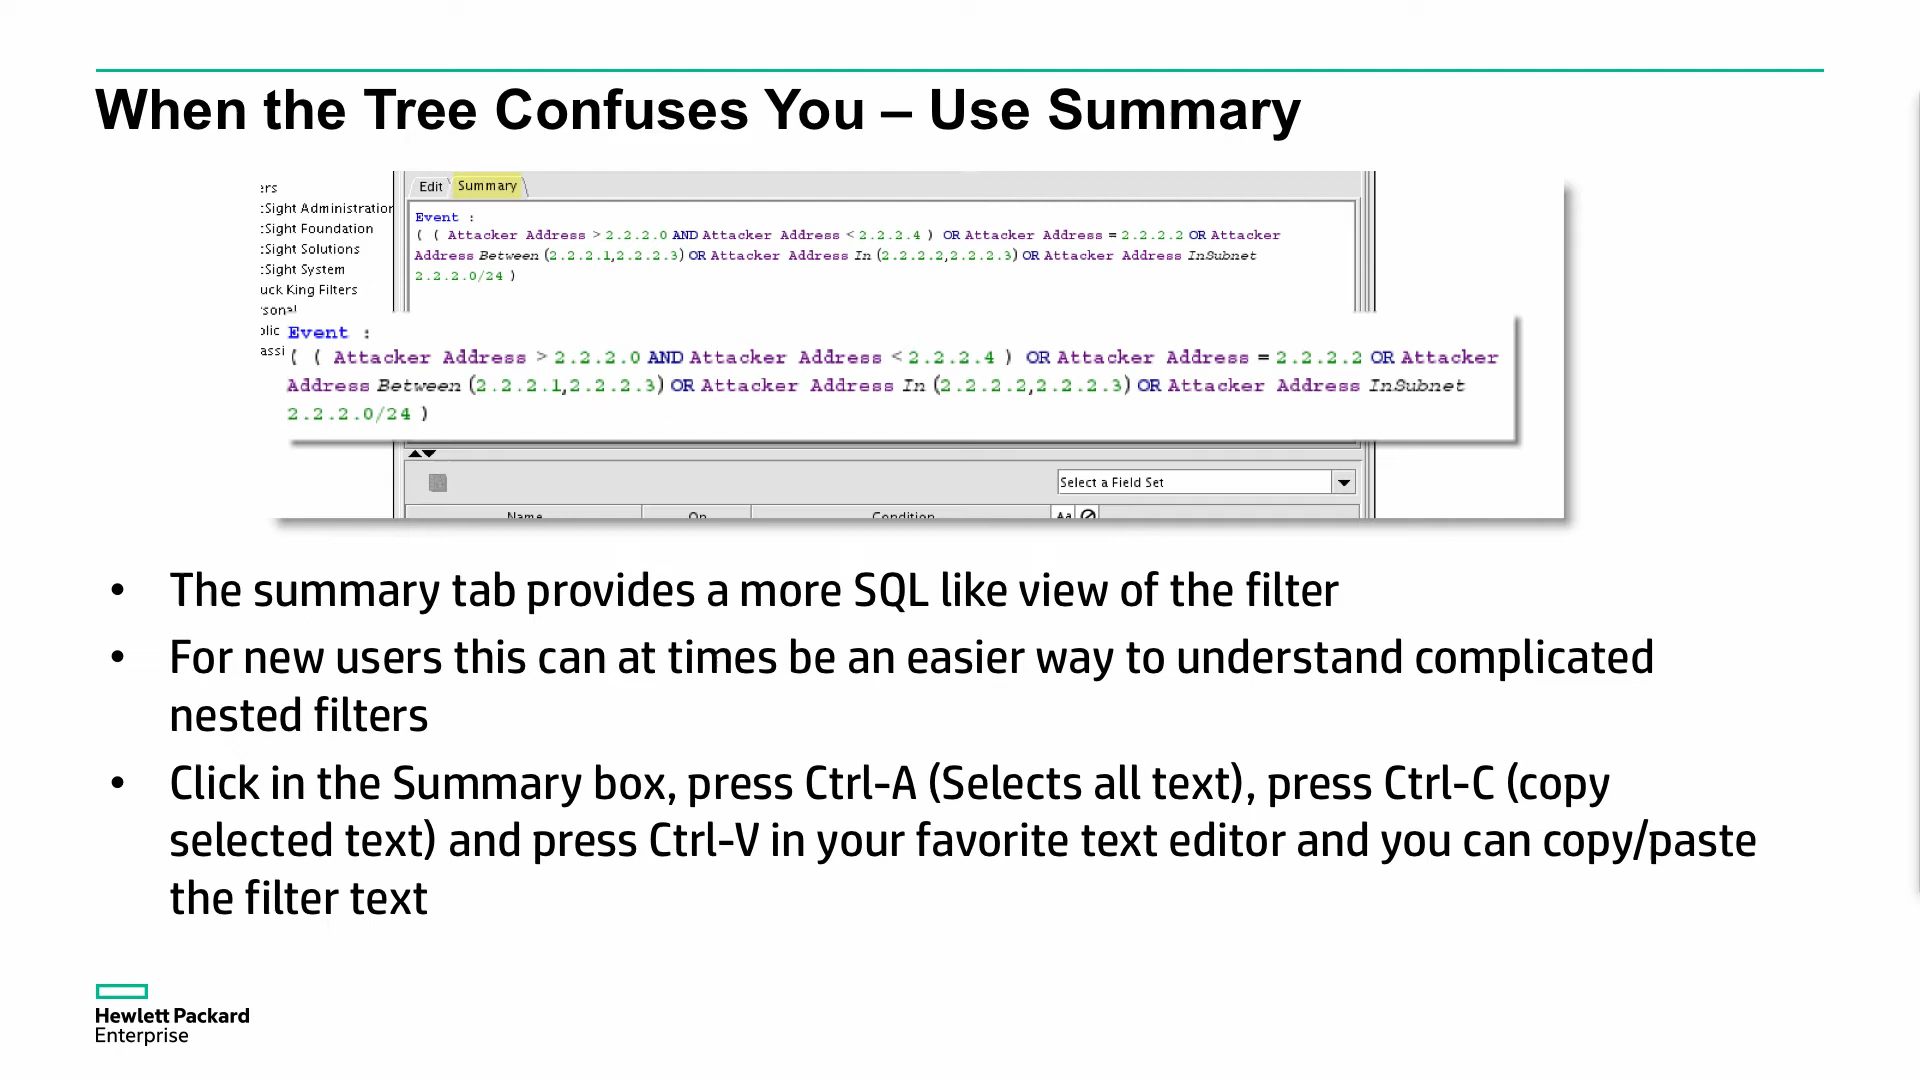 When the Tree Confuses You – Use Summary
Edit Summary
ers
:Sight Administration
:Sight Foundation
:Sight Solutions
:Sight System
uck King Filters
sonal
olic
assi
Event :
( ( Attacker Address > 2.2.2.0 AND Attacker Address < 2.2.2.4 ) OR Attacker Address = 2.2.2.2 OR Attacker
Address Between (2.2.2.1,2.2.2.3) OR Attacker Address In (2.2.2.2,2.2.2.3) OR Attacker Address InSubnet
2.2.2.0/24 )
Event :
( ( Attacker Address > 2.2.2.0 AND Attacker Address < 2.2.2.4 ) OR Attacker Address = 2.2.2.2 OR Attacker
Address Between (2.2.2.1,2.2.2.3) OR Attacker Address In (2.2.2.2,2.2.2.3) OR Attacker Address InSubnet
2.2.2.0/24 )
Select a Field Set
Name Op Condition Aa
• The summary tab provides a more SQL like view of the filter
• For new users this can at times be an easier way to understand complicated
nested filters
• Click in the Summary box, press Ctrl-A (Selects all text), press Ctrl-C (copy
selected text) and press Ctrl-V in your favorite text editor and you can copy/paste
the filter text
Hewlett Packard
Enterprise